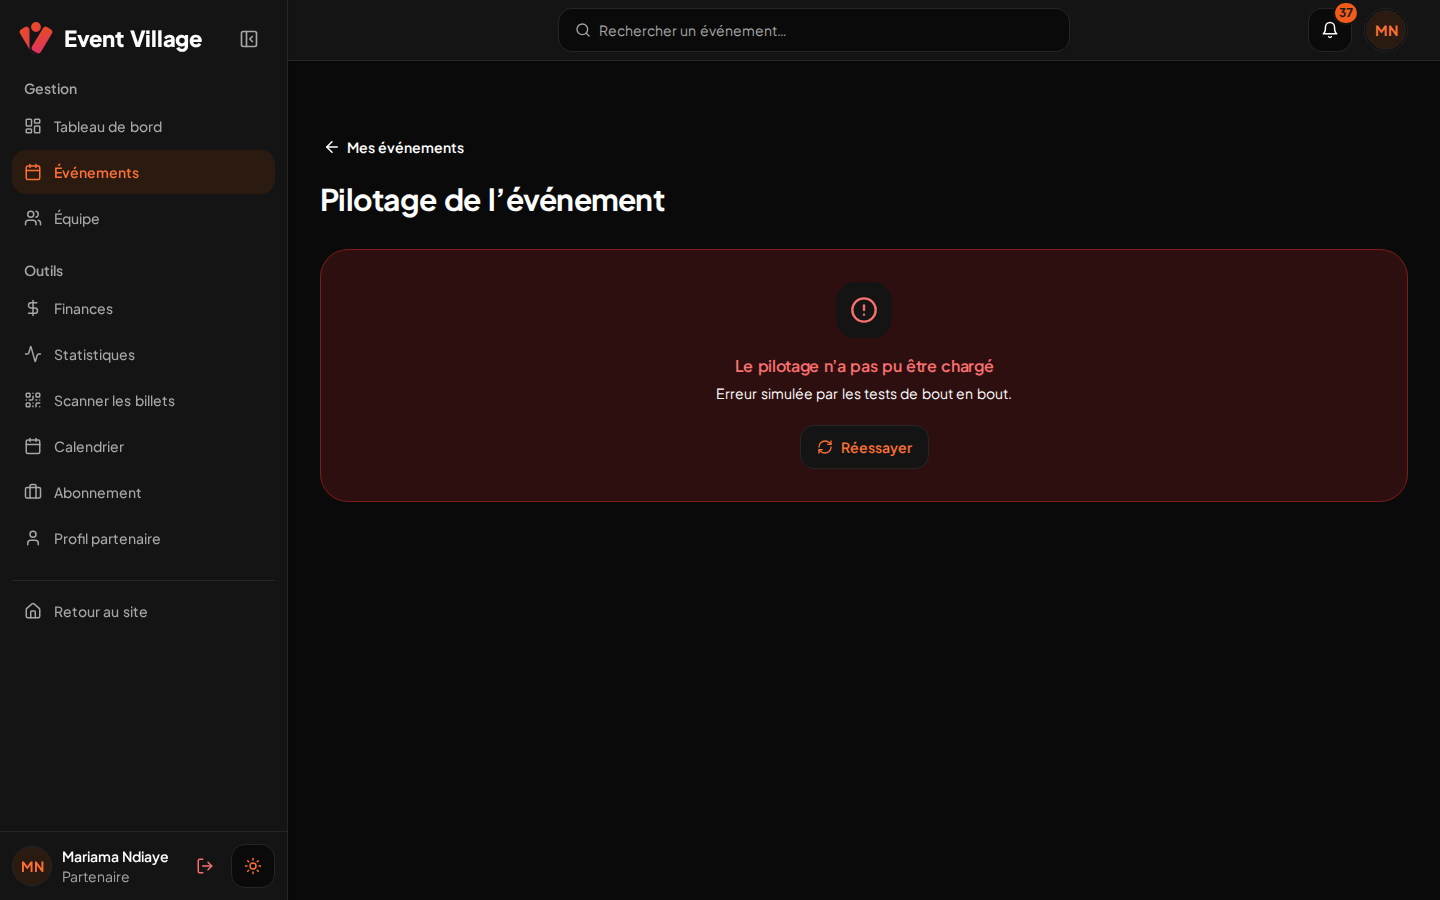 Event Village
Rechercher un événement...
37
MN
Gestion
Tableau de bord
Événements
Équipe
Outils
Finances
Statistiques
Scanner les billets
Calendrier
Abonnement
Profil partenaire
Retour au site
Mes événements
Pilotage de l’événement
Le pilotage n’a pas pu être chargé
Erreur simulée par les tests de bout en bout.
Réessayer
MN
Mariama Ndiaye
Partenaire